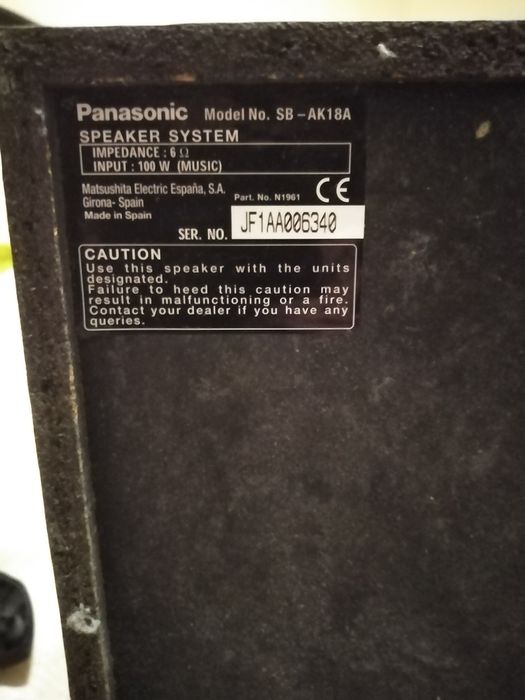 Panasonic Model No. SB-AK18A
SPEAKER SYSTEM
IMPEDANCE : 6 Ω
INPUT : 100 W (MUSIC)
Matsushita Electric España, S.A.
Girona- Spain
Made in Spain
Part. No. N1961
CE
SER. NO. JF1AA006340
CAUTION
Use this speaker with the units
designated.
Failure to heed this caution may
result in malfunctioning or a fire.
Contact your dealer if you have any
queries.